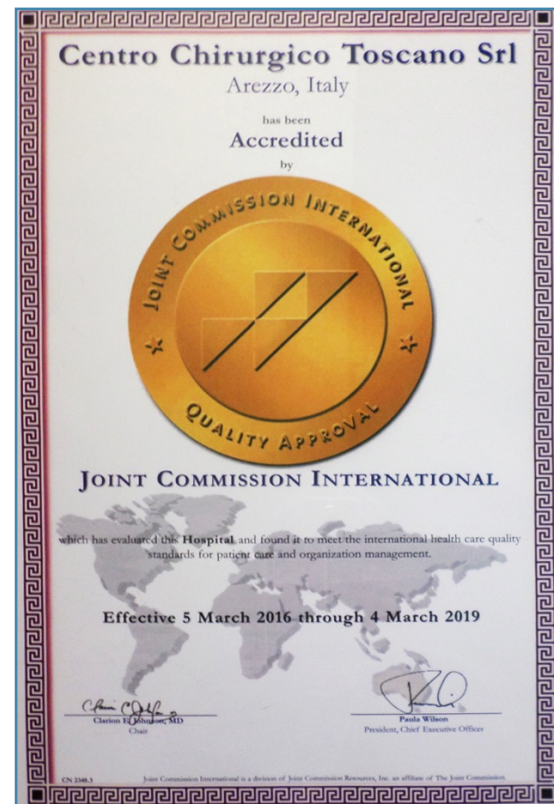 Centro Chirurgico Toscano Srl
Arezzo, Italy
has been
Accredited
by
JOINT COMMISSION INTERNATIONAL
QUALITY APPROVAL
JOINT COMMISSION INTERNATIONAL
which has evaluated this Hospital and found it to meet the international health care quality
standards for patient care and organization management.
Effective 5 March 2016 through 4 March 2019
Clarion E. Johnson, MD
Chair
Paula Wilson
President, Chief Executive Officer
Joint Commission International is a division of Joint Commission Resources, Inc. an affiliate of The Joint Commission.